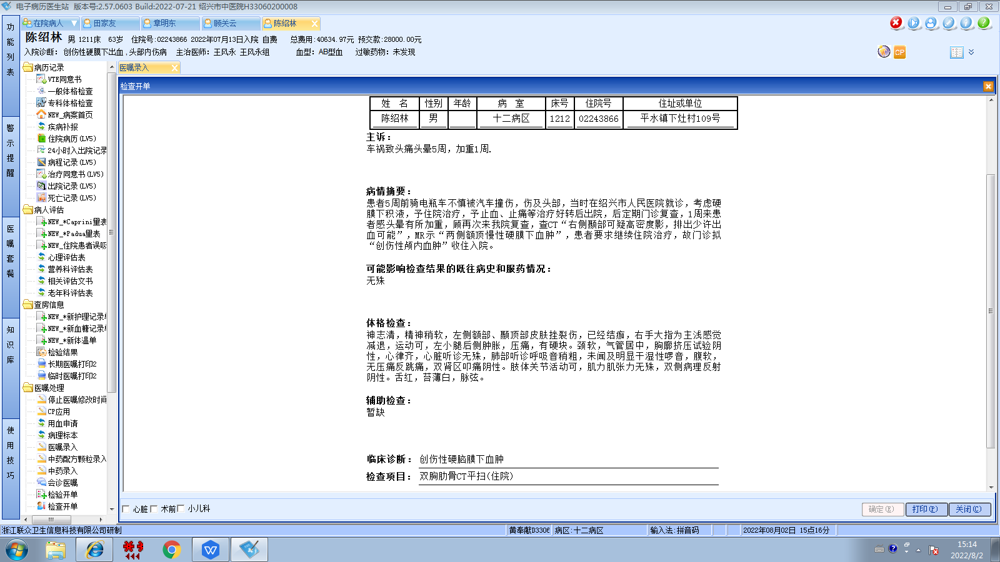 电子病历医生站 版本号:2.57.0603 Build:2022-07-21 绍兴市中医院H33060200008
在院病人 田家友 章明东 顾关云 陈绍林
陈绍林 男 1211床 63岁 住院号:02243866 2022年07月13日入院 自费 总费用:40634.97元 预交款:28000.00元
入院诊断: 创伤性硬膜下出血,头部内伤病 主治医师: 王风永 王风永组 血型: AB型血 过敏药物: 未发现
CP
功能列表
警示提醒
医嘱套餐
知识库
使用技巧
病历记录
VTE同意书
一般体格检查
专科体格检查
NEW_病案首页
疾病补报
住院病历(LV5)
24小时入出院记录
病程记录(LV5)
治疗同意书(LV5)
出院记录(LV5)
死亡记录(LV5)
病人评估
NEW_*Caprini量表
NEW_*Padua量表
NEW_住院患者误吸
心理评估表
营养科评估表
相关评估文书
老年科评估表
查房信息
NEW_*新护理记录单
NEW_*新血糖记录单
NEW_*新体温单
检验结果
长期医嘱打印2
临时医嘱打印2
医嘱处理
停止医嘱修改时间
CP应用
用血申请
病理标本
医嘱录入
中药配方颗粒录入
中药录入
会诊医嘱
检验开单
检查开单
医嘱录入
检查开单
姓 名 性别 年龄 病 室 床号 住院号 住址或单位
陈绍林 男 十二病区 1212 02243866 平水镇下灶村109号
主诉:
车祸致头痛头晕5周，加重1周.
病情摘要:
患者5周前骑电瓶车不慎被汽车撞伤，伤及头部，当时在绍兴市人民医院就诊，考虑硬
膜下积液，予住院治疗，予止血、止痛等治疗好转后出院，后定期门诊复查，1周来患
者感头晕有所加重，顾再次来我院复查，查CT“右侧颞部可疑高密度影，排出少许出
血可能”，MR示“两侧额顶慢性硬膜下血肿”，患者要求继续住院治疗，故门诊拟
“创伤性颅内血肿”收住入院。
可能影响检查结果的既往病史和服药情况:
无殊
体格检查:
神志清，精神稍软，左侧额部、颞顶部皮肤挫裂伤，已经结痂，右手大指为主浅感觉
减退，运动可，左小腿后侧肿胀，压痛，有硬块。颈软，气管居中，胸廓挤压试验阴
性，心律齐，心脏听诊无殊，肺部听诊呼吸音稍粗，未闻及明显干湿性啰音，腹软，
无压痛反跳痛，双肾区叩痛阴性。肢体关节活动可，肌力肌张力无殊，双侧病理反射
阴性。舌红，苔薄白，脉弦。
辅助检查:
暂缺
临床诊断: 创伤性硬脑膜下血肿
检查项目: 双胸肋骨CT平扫(住院)
心脏 术前 小儿科
确定(E) 打印(P) 关闭(C)
浙江联众卫生信息科技有限公司研制 黄奉献D3306 病区:十二病区 输入法:拼音码 2022年08月02日 15点16分
15:14
2022/8/2